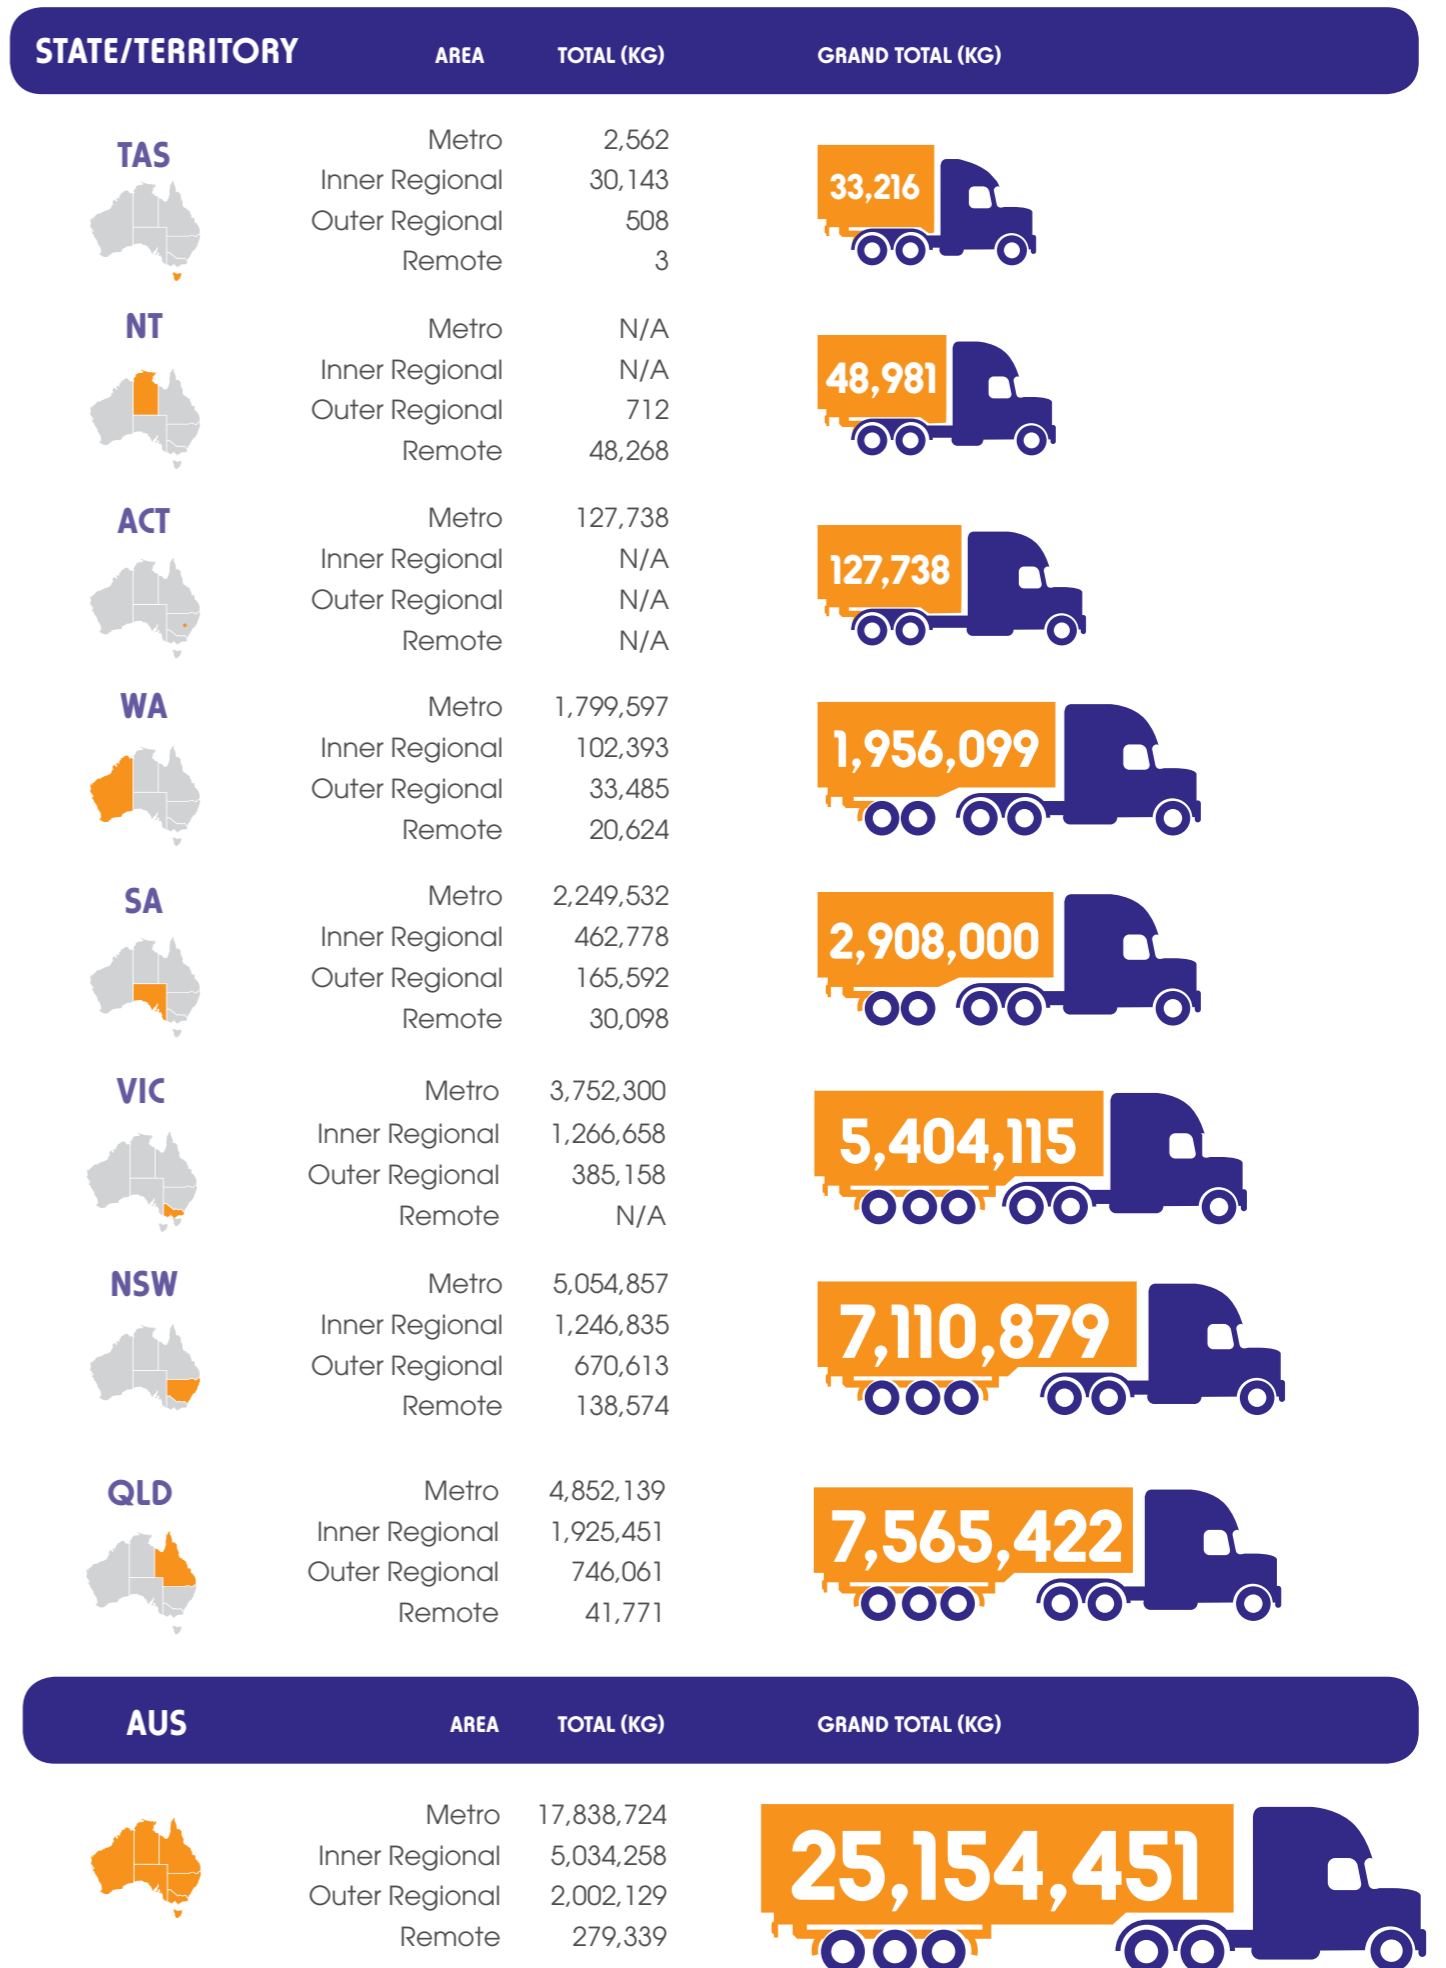 STATE/TERRITORY AREA TOTAL (KG) GRAND TOTAL (KG)
TAS
Metro 2,562
Inner Regional 30,143
Outer Regional 508
Remote 3
33,216
NT
Metro N/A
Inner Regional N/A
Outer Regional 712
Remote 48,268
48,981
ACT
Metro 127,738
Inner Regional N/A
Outer Regional N/A
Remote N/A
127,738
WA
Metro 1,799,597
Inner Regional 102,393
Outer Regional 33,485
Remote 20,624
1,956,099
SA
Metro 2,249,532
Inner Regional 462,778
Outer Regional 165,592
Remote 30,098
2,908,000
VIC
Metro 3,752,300
Inner Regional 1,266,658
Outer Regional 385,158
Remote N/A
5,404,115
NSW
Metro 5,054,857
Inner Regional 1,246,835
Outer Regional 670,613
Remote 138,574
7,110,879
QLD
Metro 4,852,139
Inner Regional 1,925,451
Outer Regional 746,061
Remote 41,771
7,565,422
AUS AREA TOTAL (KG) GRAND TOTAL (KG)
Metro 17,838,724
Inner Regional 5,034,258
Outer Regional 2,002,129
Remote 279,339
25,154,451